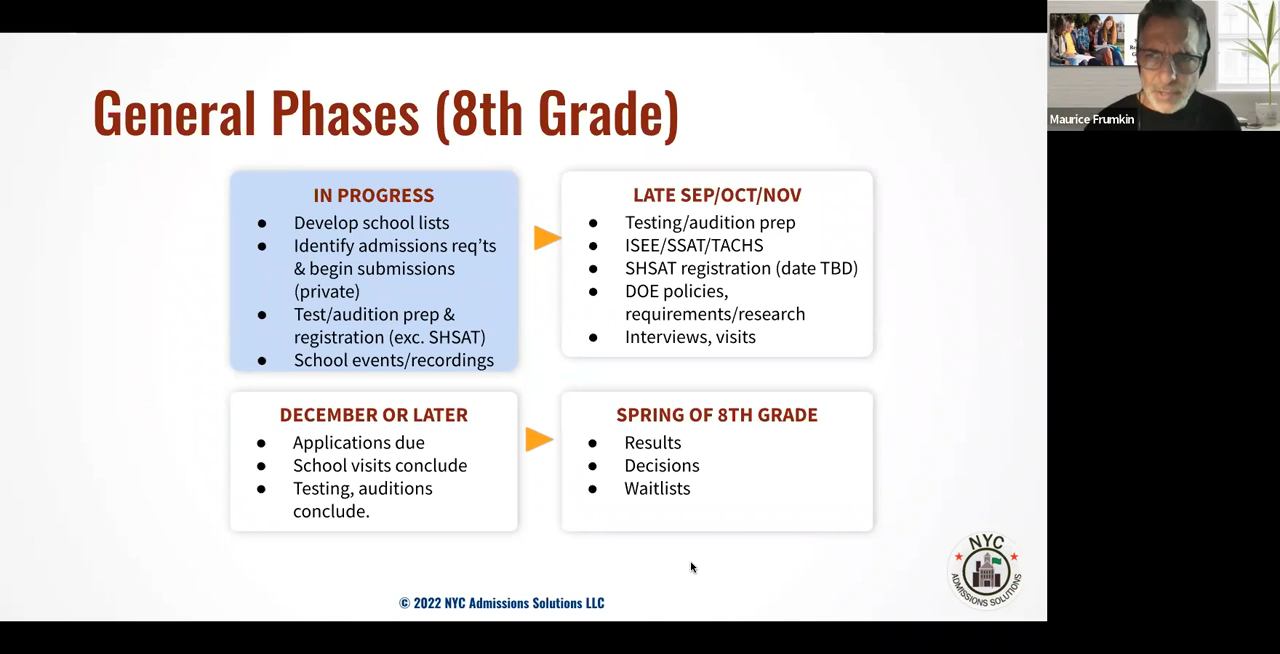 General Phases (8th Grade)
IN PROGRESS
● Develop school lists
● Identify admissions req'ts
& begin submissions
(private)
● Test/audition prep &
registration (exc. SHSAT)
● School events/recordings
LATE SEP/OCT/NOV
● Testing/audition prep
● ISEE/SSAT/TACHS
● SHSAT registration (date TBD)
● DOE policies,
requirements/research
● Interviews, visits
DECEMBER OR LATER
● Applications due
● School visits conclude
● Testing, auditions
conclude.
SPRING OF 8TH GRADE
● Results
● Decisions
● Waitlists
© 2022 NYC Admissions Solutions LLC
NYC
ADMISSIONS SOLUTIONS
Maurice Frumkin